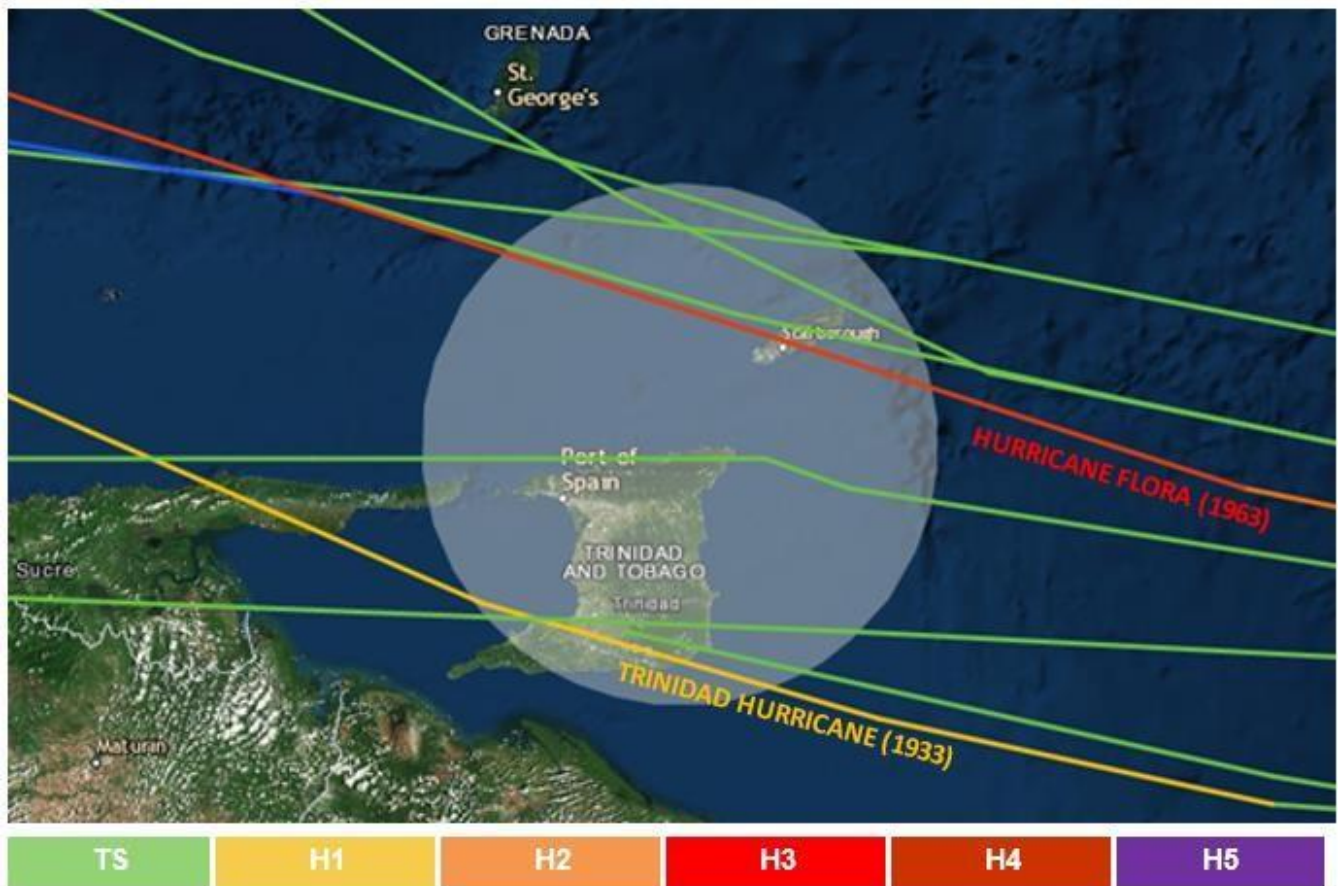 GRENADA
St.
George's
Scarborough
HURRICANE FLORA (1963)
Port of
Spain
TRINIDAD
AND TOBAGO
Sucre
Trinidad
TRINIDAD HURRICANE (1933)
Maturin
TS H1 H2 H3 H4 H5